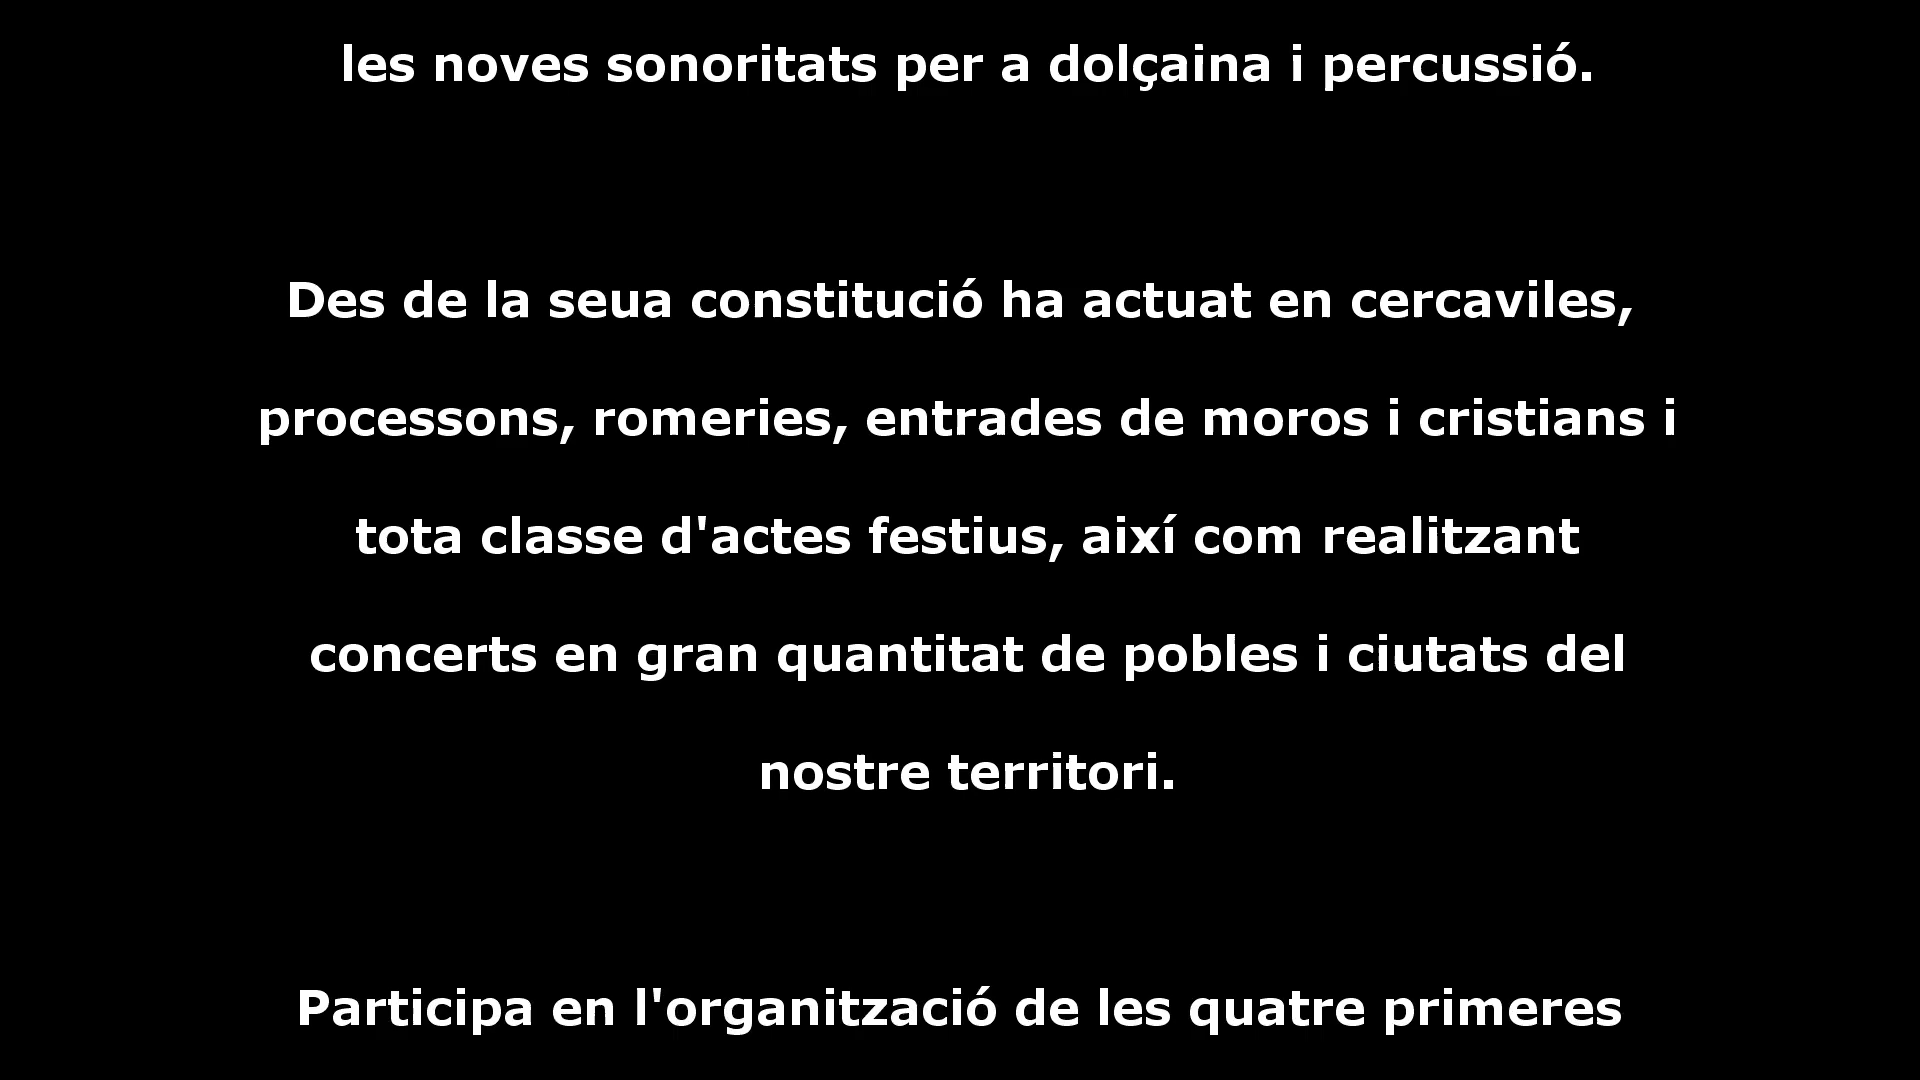 les noves sonoritats per a dolçaina i percussió.
Des de la seua constitució ha actuat en cercaviles,
processons, romeries, entrades de moros i cristians i
tota classe d'actes festius, així com realitzant
concerts en gran quantitat de pobles i ciutats del
nostre territori.
Participa en l'organització de les quatre primeres